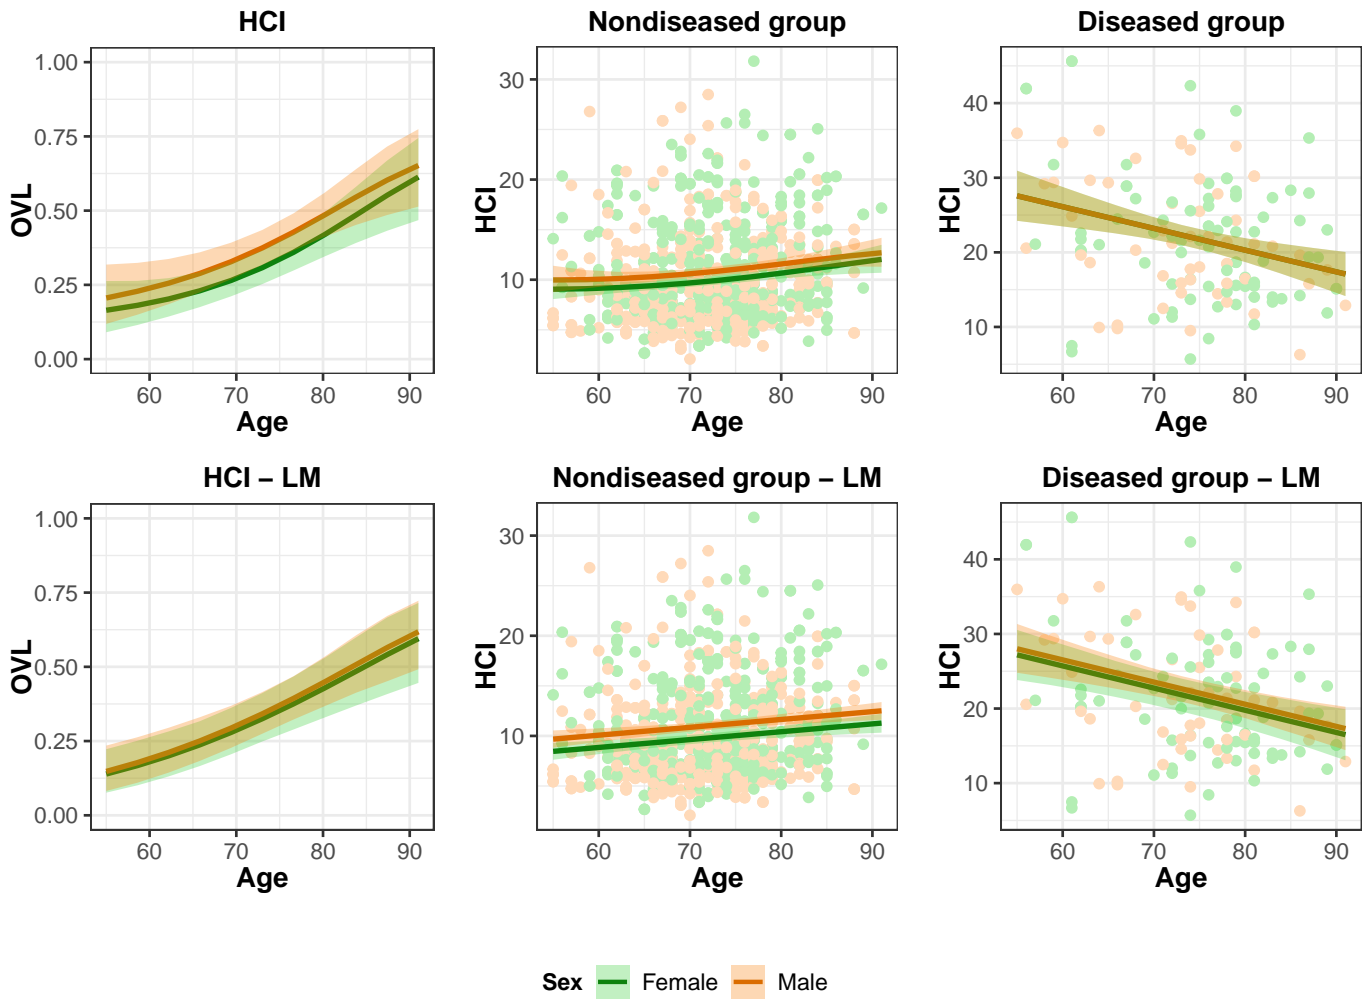 HCI
Nondiseased group
Diseased group
1.00
0.75
0.50
0.25
0.00
OVL
60 70 80 90
Age
30
20
10
HCI
60 70 80 90
Age
40
30
20
10
HCI
60 70 80 90
Age
HCI – LM
Nondiseased group – LM
Diseased group – LM
1.00
0.75
0.50
0.25
0.00
OVL
60 70 80 90
Age
30
20
10
HCI
60 70 80 90
Age
40
30
20
10
HCI
60 70 80 90
Age
Sex Female Male